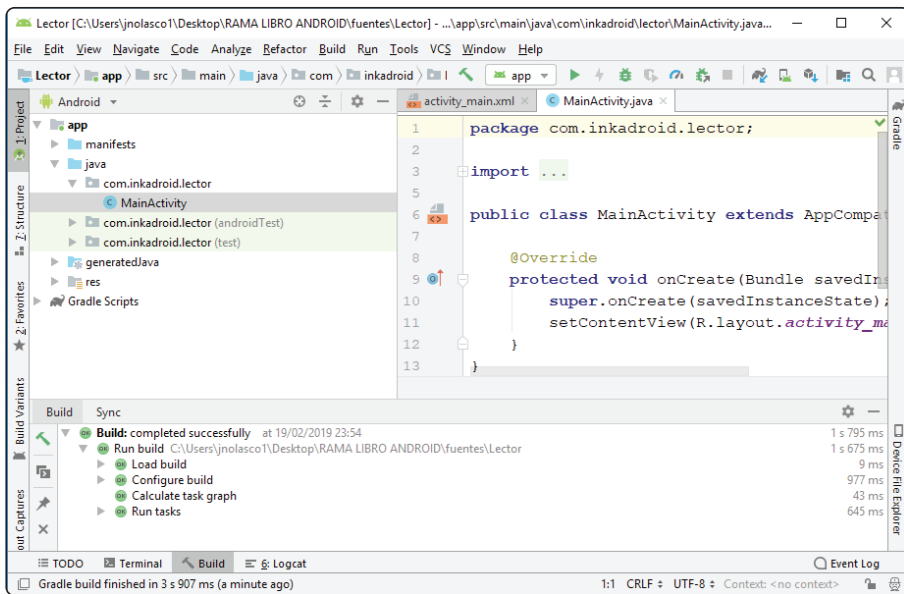 Lector [C:\Users\jnolasco1\Desktop\RAMA LIBRO ANDROID\fuentes\Lector] - ...\app\src\main\java\com\inkadroid\lector\MainActivity.java...
File Edit View Navigate Code Analyze Refactor Build Run Tools VCS Window Help
Lector app src main java com inkadroid l app
1: Project
7: Structure
2: Favorites
Build Variants
out Captures
Android
app
manifests
java
com.inkadroid.lector
MainActivity
com.inkadroid.lector (androidTest)
com.inkadroid.lector (test)
generatedJava
res
Gradle Scripts
activity_main.xml MainActivity.java
1 package com.inkadroid.lector;
2
3 import ...
5
6 public class MainActivity extends AppCompat
7
8 @Override
9 protected void onCreate(Bundle savedIns
10 super.onCreate(savedInstanceState);
11 setContentView(R.layout.activity_ma
12 }
13 }
Gradle
Device File Explorer
Build Sync
Build: completed successfully at 19/02/2019 23:54 1 s 795 ms
Run build C:\Users\jnolasco1\Desktop\RAMA LIBRO ANDROID\fuentes\Lector 1 s 675 ms
Load build 9 ms
Configure build 977 ms
Calculate task graph 43 ms
Run tasks 645 ms
TODO Terminal Build 6: Logcat Event Log
Gradle build finished in 3 s 907 ms (a minute ago) 1:1 CRLF UTF-8 Context: <no context>